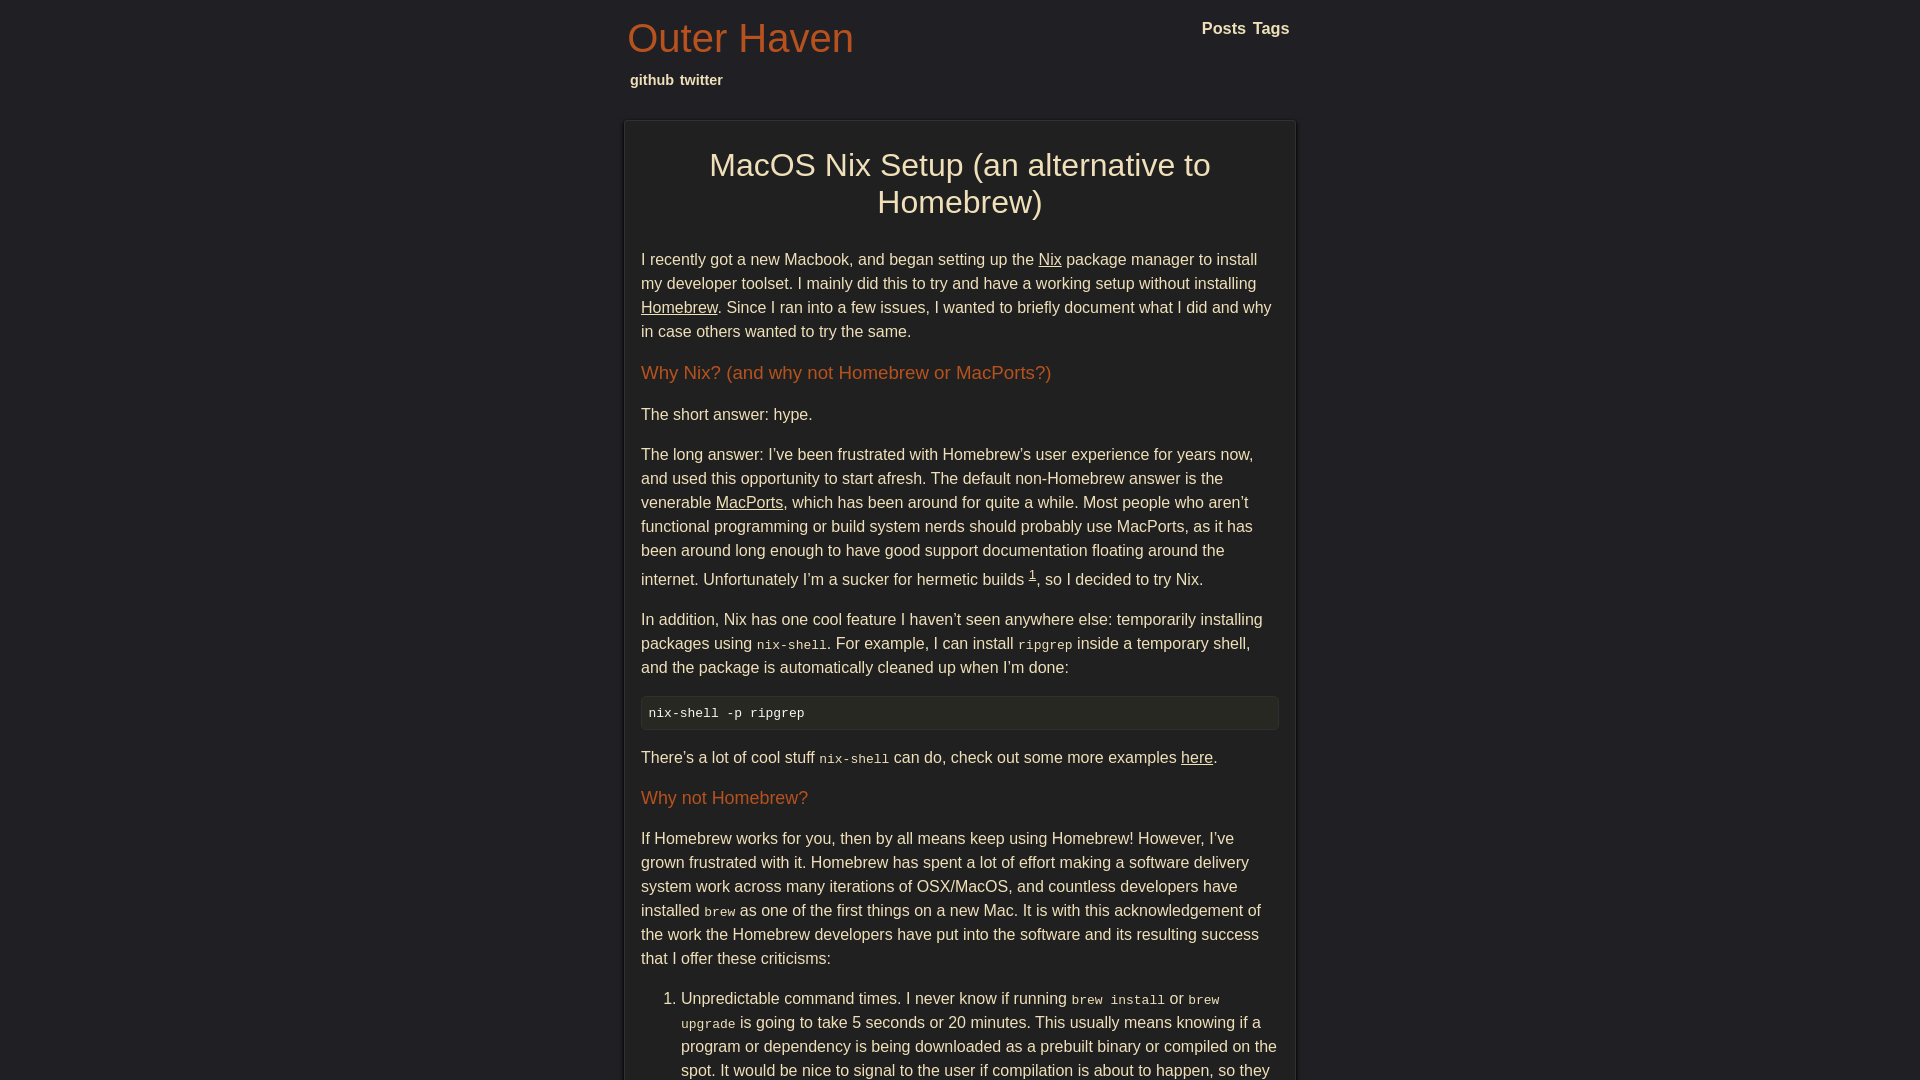 Outer Haven
Posts Tags
github twitter
MacOS Nix Setup (an alternative to
Homebrew)
I recently got a new Macbook, and began setting up the Nix package manager to install
my developer toolset. I mainly did this to try and have a working setup without installing
Homebrew. Since I ran into a few issues, I wanted to briefly document what I did and why
in case others wanted to try the same.
Why Nix? (and why not Homebrew or MacPorts?)
The short answer: hype.
The long answer: I’ve been frustrated with Homebrew’s user experience for years now,
and used this opportunity to start afresh. The default non-Homebrew answer is the
venerable MacPorts, which has been around for quite a while. Most people who aren’t
functional programming or build system nerds should probably use MacPorts, as it has
been around long enough to have good support documentation floating around the
internet. Unfortunately I’m a sucker for hermetic builds 1, so I decided to try Nix.
In addition, Nix has one cool feature I haven’t seen anywhere else: temporarily installing
packages using nix-shell. For example, I can install ripgrep inside a temporary shell,
and the package is automatically cleaned up when I’m done:
nix-shell -p ripgrep
There’s a lot of cool stuff nix-shell can do, check out some more examples here.
Why not Homebrew?
If Homebrew works for you, then by all means keep using Homebrew! However, I’ve
grown frustrated with it. Homebrew has spent a lot of effort making a software delivery
system work across many iterations of OSX/MacOS, and countless developers have
installed brew as one of the first things on a new Mac. It is with this acknowledgement of
the work the Homebrew developers have put into the software and its resulting success
that I offer these criticisms:
1. Unpredictable command times. I never know if running brew install or brew
upgrade is going to take 5 seconds or 20 minutes. This usually means knowing if a
program or dependency is being downloaded as a prebuilt binary or compiled on the
spot. It would be nice to signal to the user if compilation is about to happen, so they